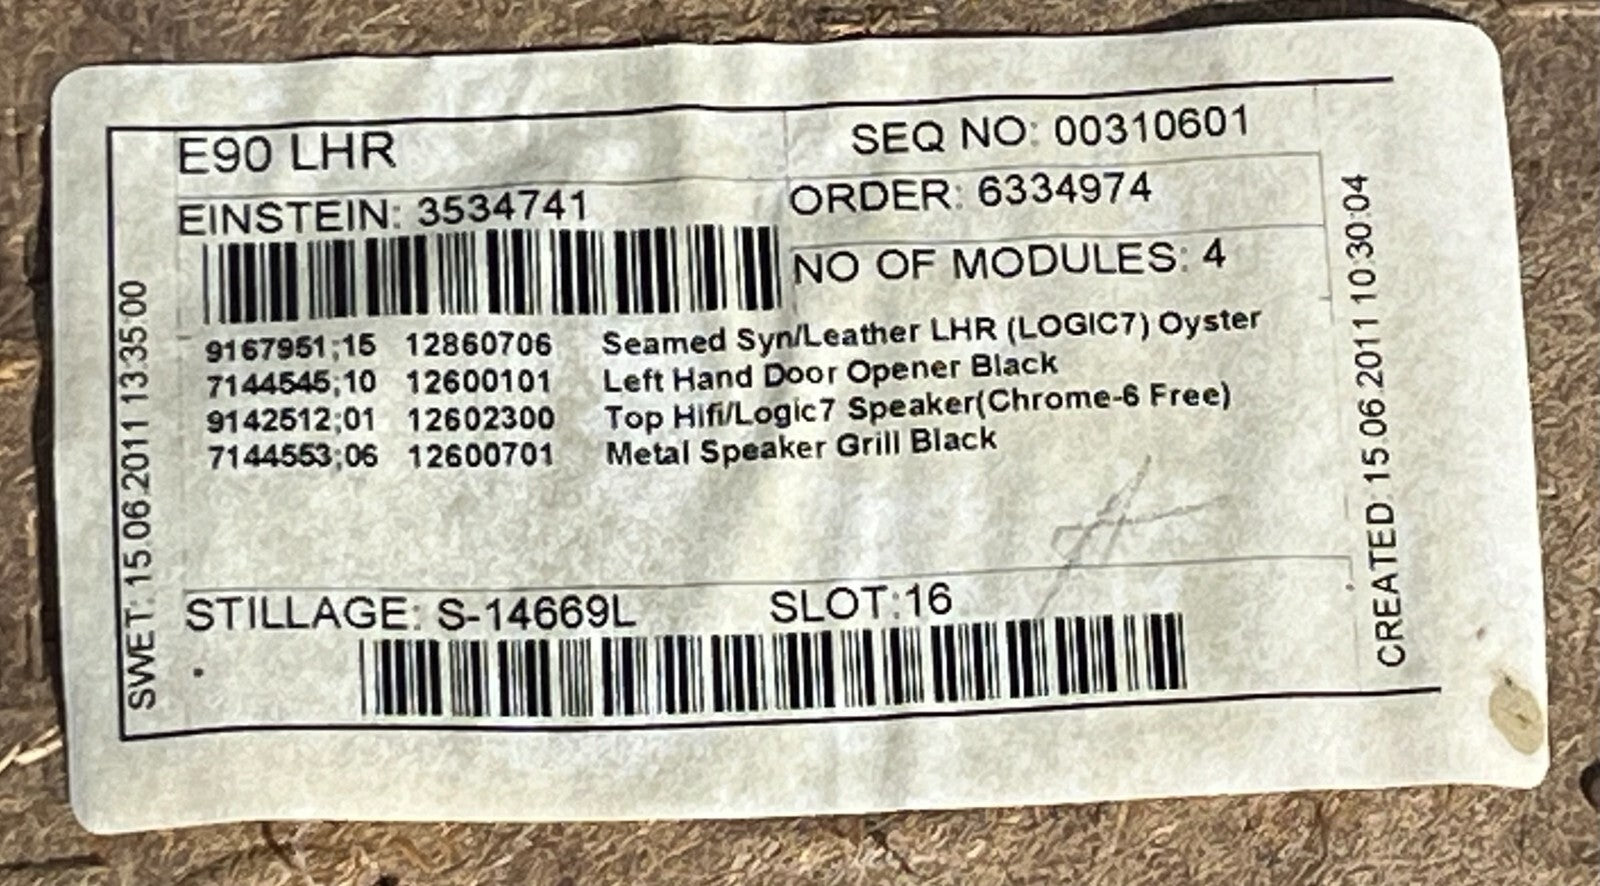 E90 LHR
SEQ NO: 00310601
EINSTEIN: 3534741
ORDER: 6334974
NO OF MODULES: 4
9167951;15 12860706 Seamed Syn/Leather LHR (LOGIC7) Oyster
7144545;10 12600101 Left Hand Door Opener Black
9142512;01 12602300 Top Hifi/Logic7 Speaker(Chrome-6 Free)
7144553;06 12600701 Metal Speaker Grill Black
STILLAGE: S-14669L SLOT:16
SWET: 15.06.2011 13:35:00
CREATED 15.06.2011 10:30:04